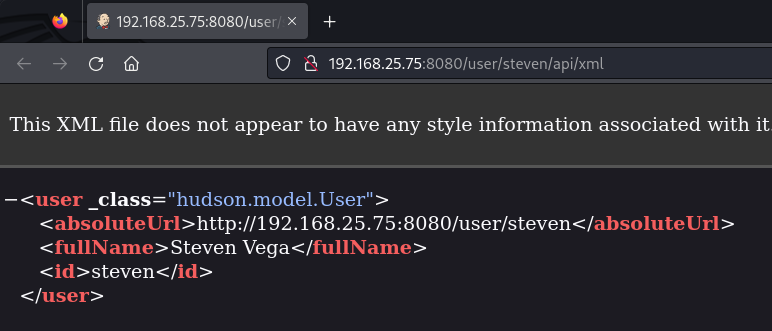 192.168.25.75:8080/user/
192.168.25.75:8080/user/steven/api/xml
This XML file does not appear to have any style information associated with it.
−<user _class="hudson.model.User">
<absoluteUrl>http://192.168.25.75:8080/user/steven</absoluteUrl>
<fullName>Steven Vega</fullName>
<id>steven</id>
</user>